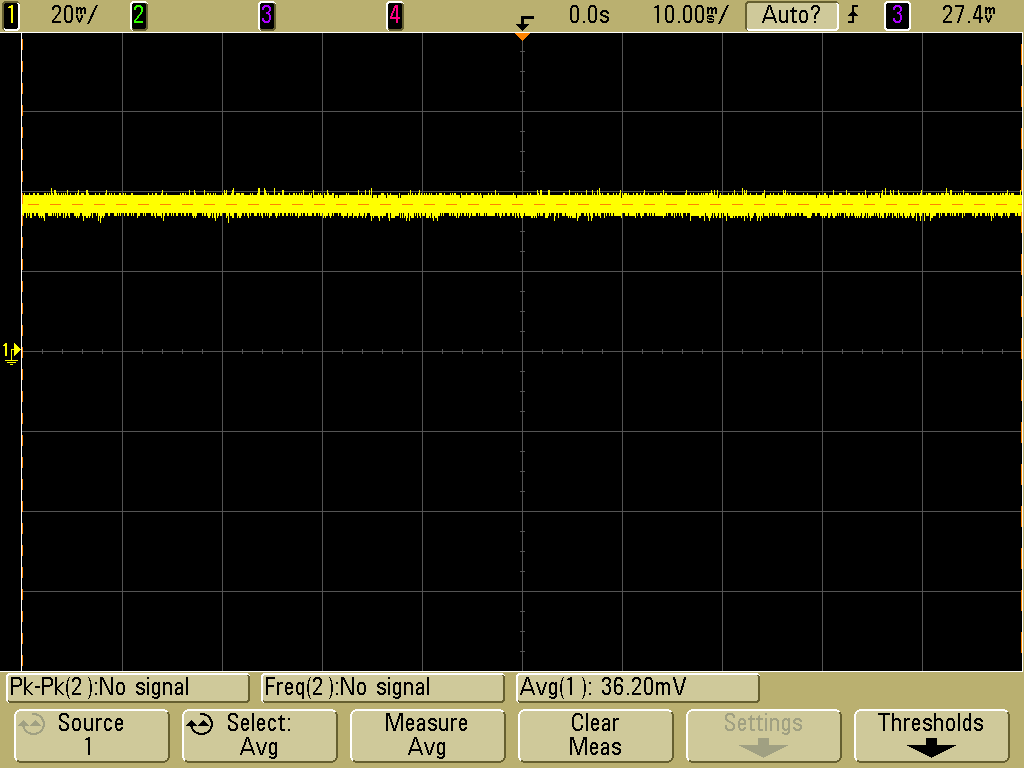 1 20mV/ 2 3 4 0.0s 10.00ms/ Auto? 3 27.4mV
1
Pk-Pk(2):No signal Freq(2):No signal Avg(1): 36.20mV
Source Select: Measure Clear Settings Thresholds
1 Avg Avg Meas